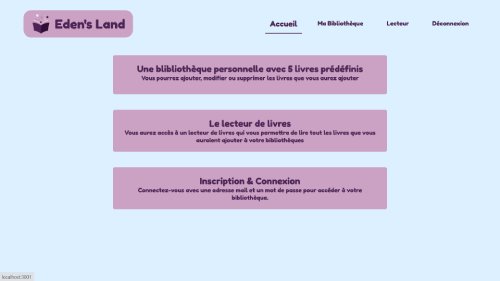 Eden's Land
Accueil
Ma Bibliothèque
Lecteur
Déconnexion
Une blibliothèque personnelle avec 5 livres prédéfinis
Vous pourrez ajouter, modifier ou supprimer les livres que vous aurez ajouter
Le lecteur de livres
Vous aurez accès à un lecteur de livres qui vous permettra de lire tout les livres que vous
auraient ajouter à votre bibliothèques
Inscription & Connexion
Connectez-vous avec une adresse mail et un mot de passe pour accéder à votre
bibliothèque.
localhost:3001